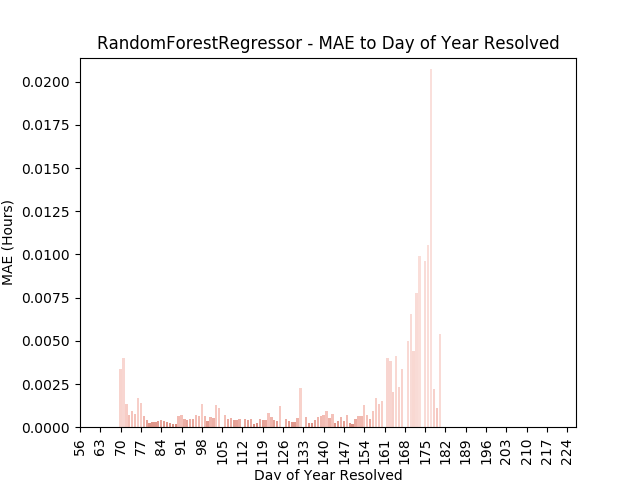 RandomForestRegressor - MAE to Day of Year Resolved
0.0200
0.0175
0.0150
0.0125
0.0100
0.0075
0.0050
0.0025
0.0000
MAE (Hours)
56 63 70 77 84 91 98 105 112 119 126 133 140 147 154 161 168 175 182 189 196 203 210 217 224
Day of Year Resolved